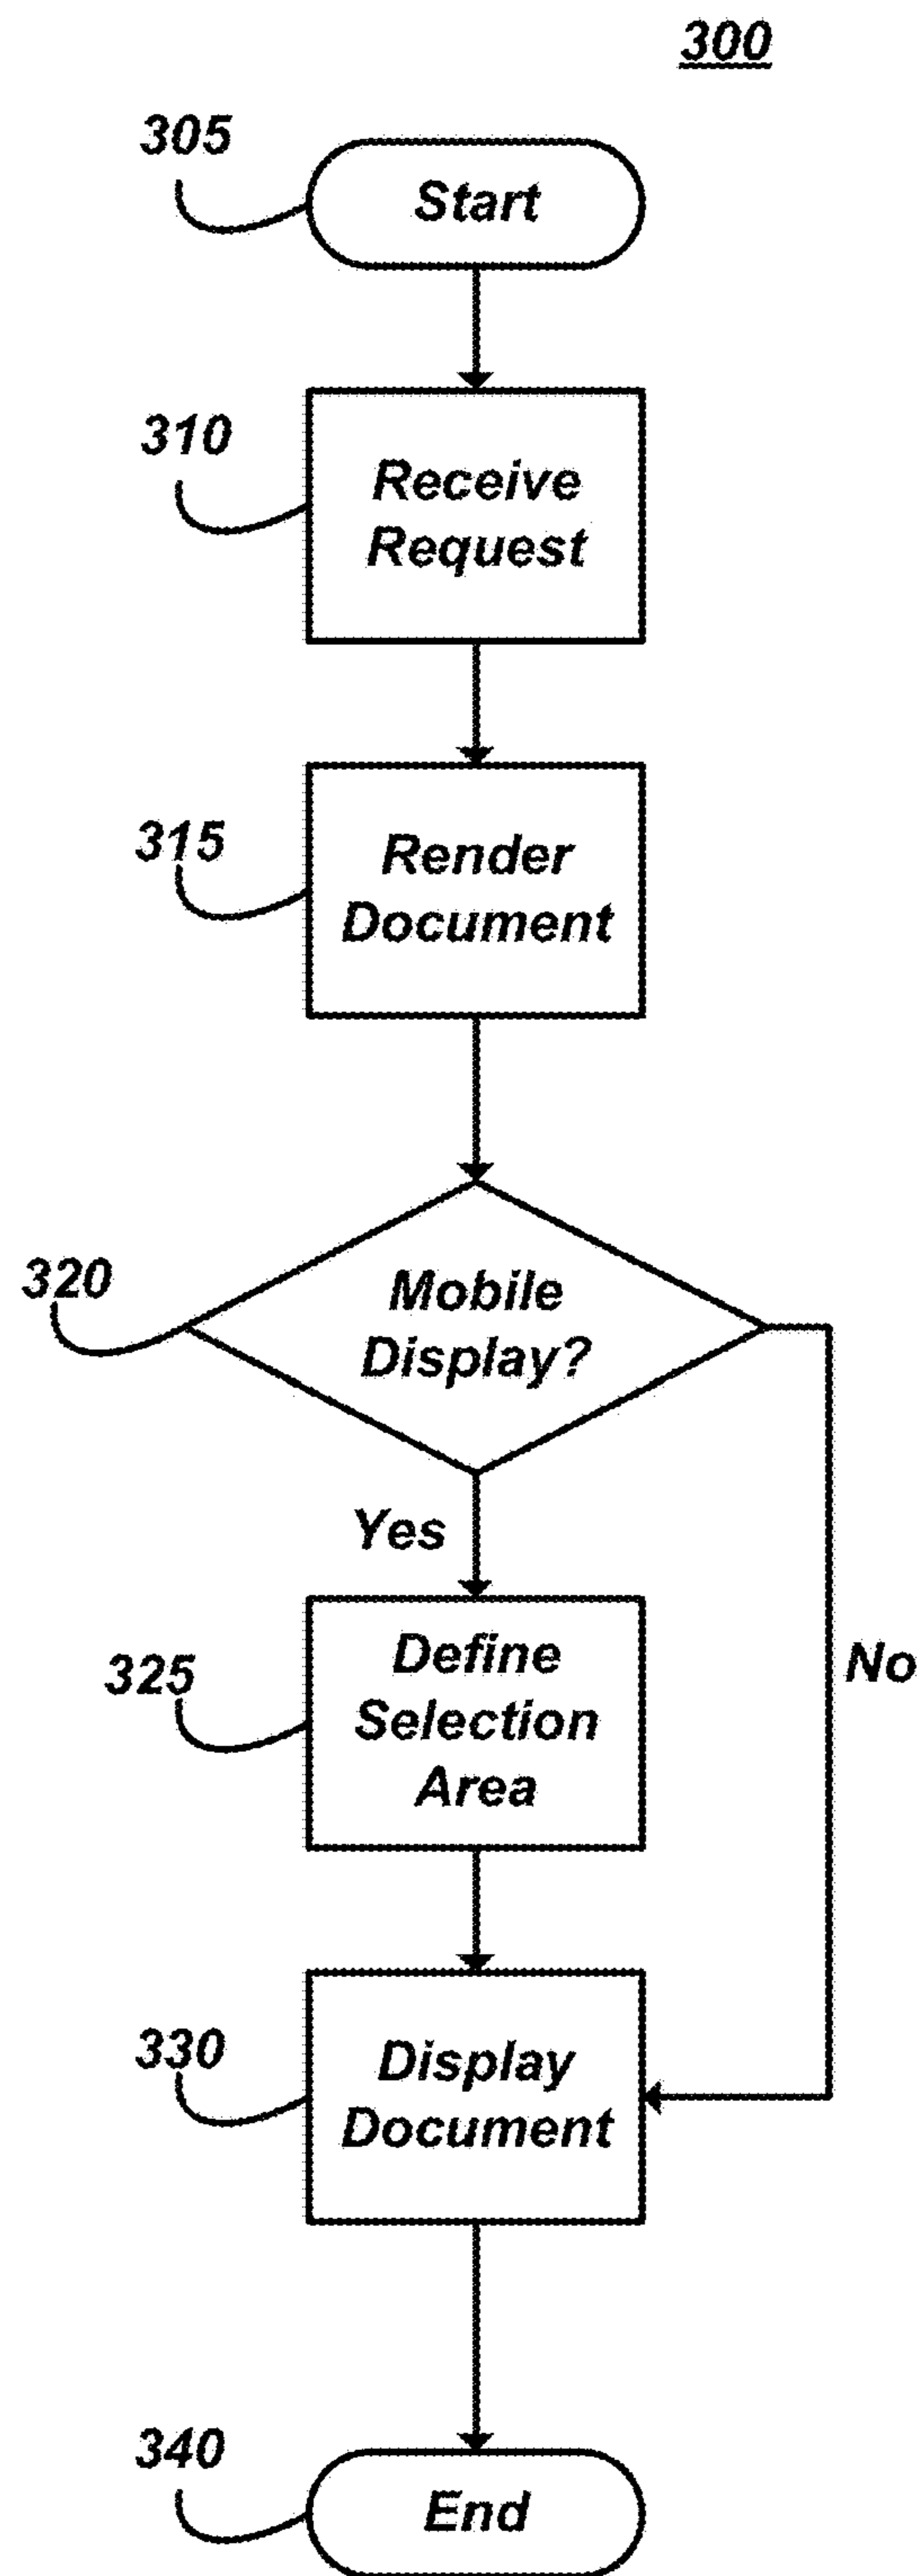 300
305
Start
310
Receive
Request
315
Render
Document
320
Mobile
Display?
Yes
No
325
Define
Selection
Area
330
Display
Document
340
End